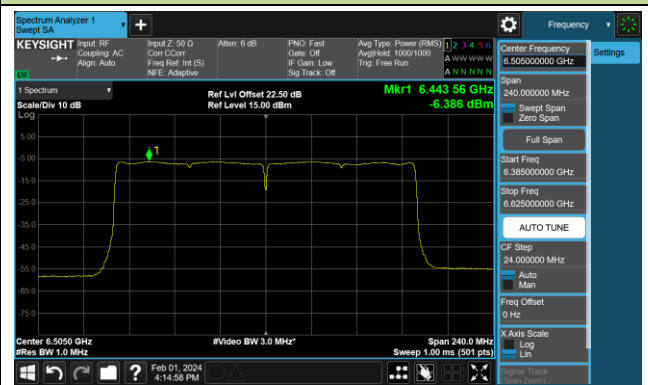 Spectrum Analyzer 1
Swept SA
Frequency
KEYSIGHT
Input: RF
Coupling: AC
Align: Auto
Input Z: 50 Ω
Corr CCorr
Freq Ref: Int (S)
NFE: Adaptive
Atten: 6 dB
PNO: Fast
Gate: Off
IF Gain: Low
Sig Track: Off
Avg Type: Power (RMS)
Avg|Hold: 1000/1000
Trig: Free Run
1 2 3 4 5 6
A W W W W W
A N N N N N
LXI
1 Spectrum
Scale/Div 10 dB
Log
Ref Lvl Offset 22.50 dB
Ref Level 15.00 dBm
Mkr1 6.443 56 GHz
-6.386 dBm
1
5.00
-5.00
-15.0
-25.0
-35.0
-45.0
-55.0
-65.0
-75.0
Center 6.5050 GHz
#Res BW 1.0 MHz
#Video BW 3.0 MHz*
Span 240.0 MHz
Sweep 1.00 ms (501 pts)
Feb 01, 2024
4:14:58 PM
Center Frequency
6.505000000 GHz
Settings
Span
240.000000 MHz
Swept Span
Zero Span
Full Span
Start Freq
6.385000000 GHz
Stop Freq
6.625000000 GHz
AUTO TUNE
CF Step
24.000000 MHz
Auto
Man
Freq Offset
0 Hz
X Axis Scale
Log
Lin
Signal Track
(Span Zoom)